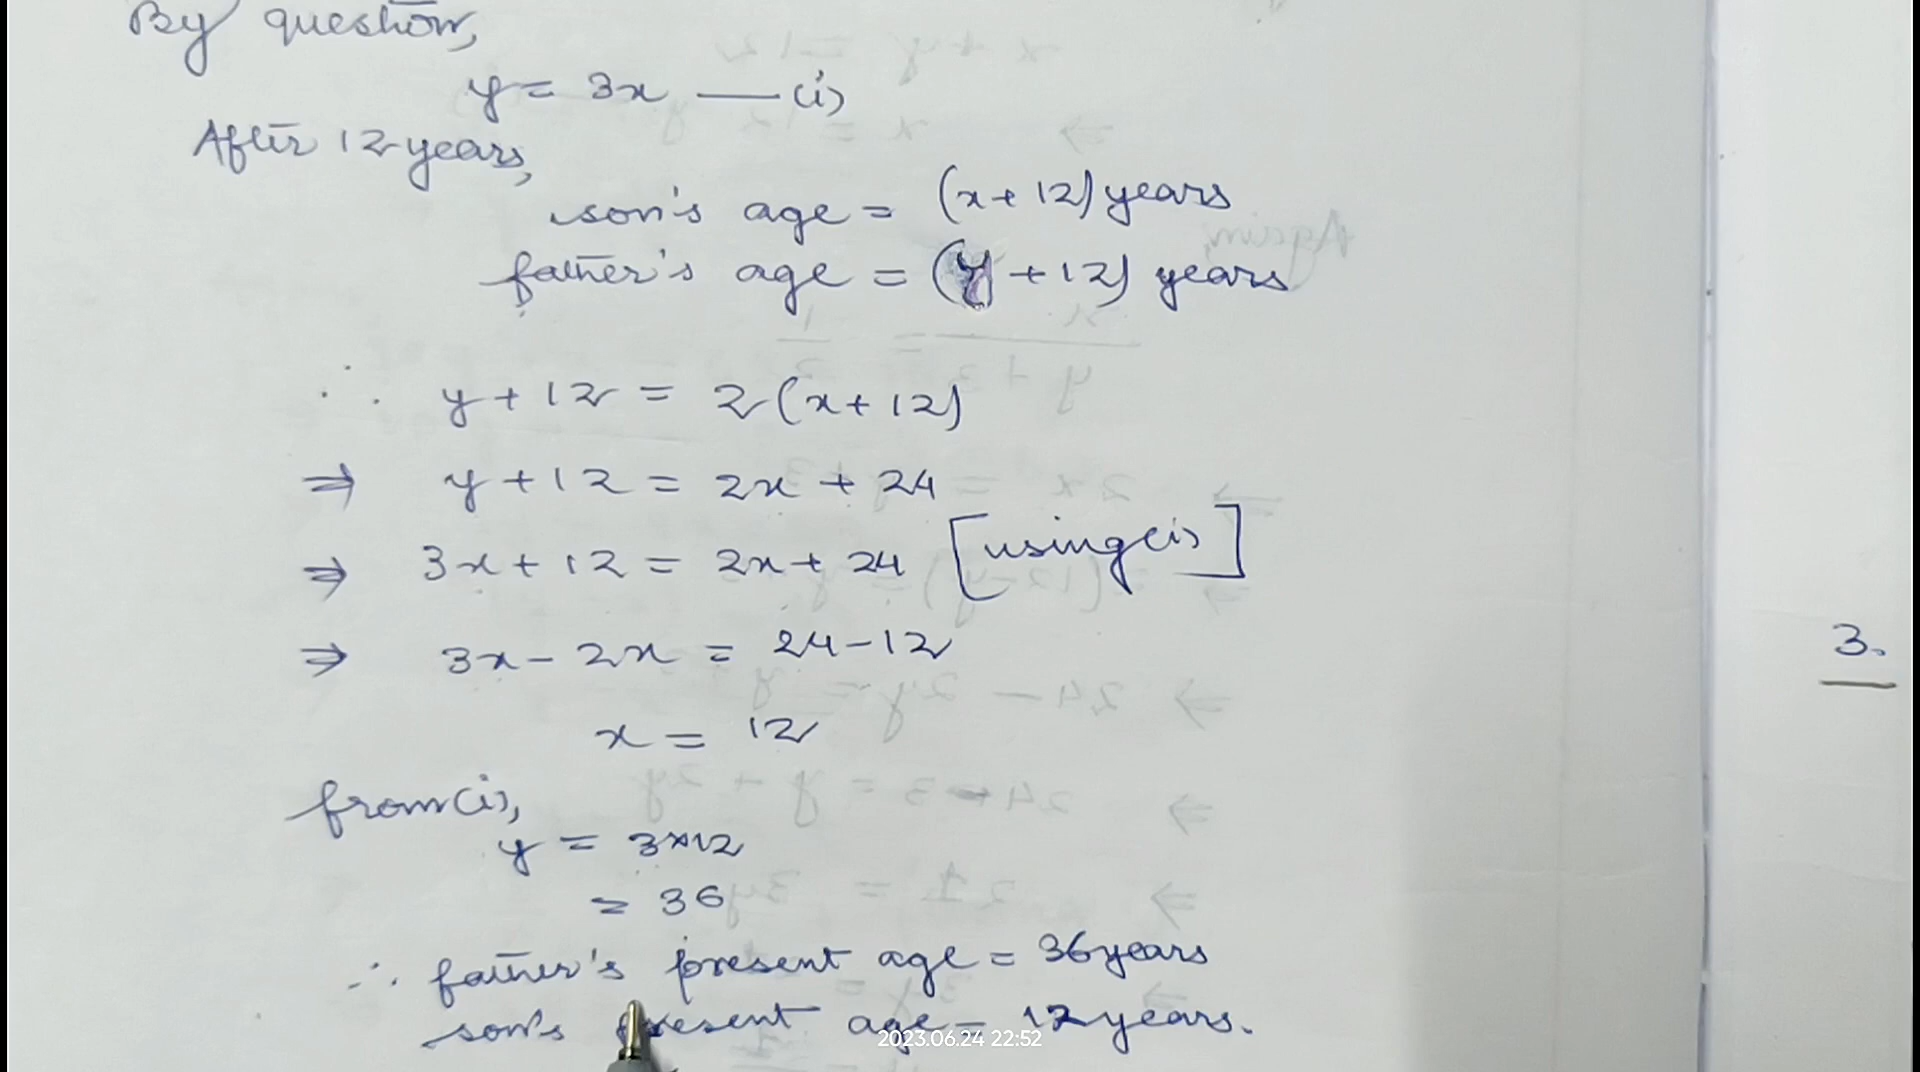 By question,
y = 3x —— (i)
After 12 years,
son's age = (x + 12) years
father's age = (y + 12) years
∴ y + 12 = 2(x + 12)
⇒ y + 12 = 2x + 24
⇒ 3x + 12 = 2x + 24 [using (i)]
⇒ 3x - 2x = 24 - 12
x = 12
from (i),
y = 3×12
= 36
∴ father's present age = 36 years
son's present age = 12 years.
3.
2023.06.24 22:52